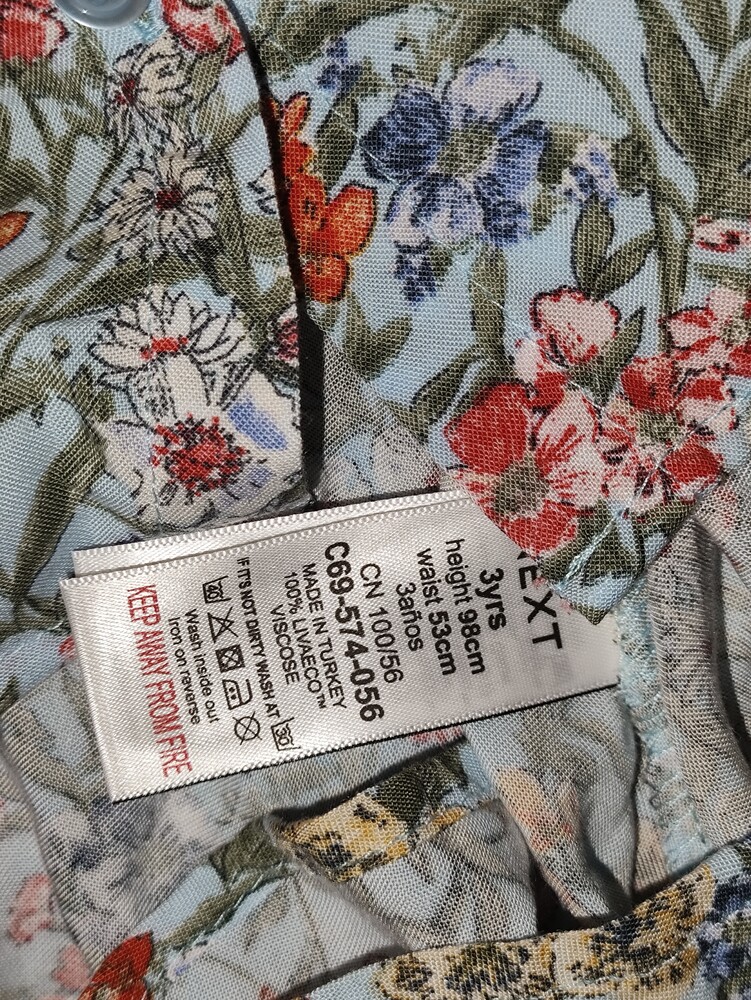 NEXT
3yrs
height 98cm
waist 53cm
3años
CN 100/56
C69-574-056
MADE IN TURKEY
100% LIVAECO™
VISCOSE
IF IT'S NOT DIRTY WASH AT 30
Wash inside out
Iron on reverse
KEEP AWAY FROM FIRE